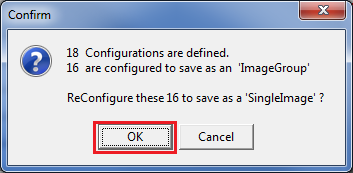 Confirm
18 Configurations are defined.
16 are configured to save as an 'ImageGroup'
ReConfigure these 16 to save as a 'SingleImage' ?
OK
Cancel